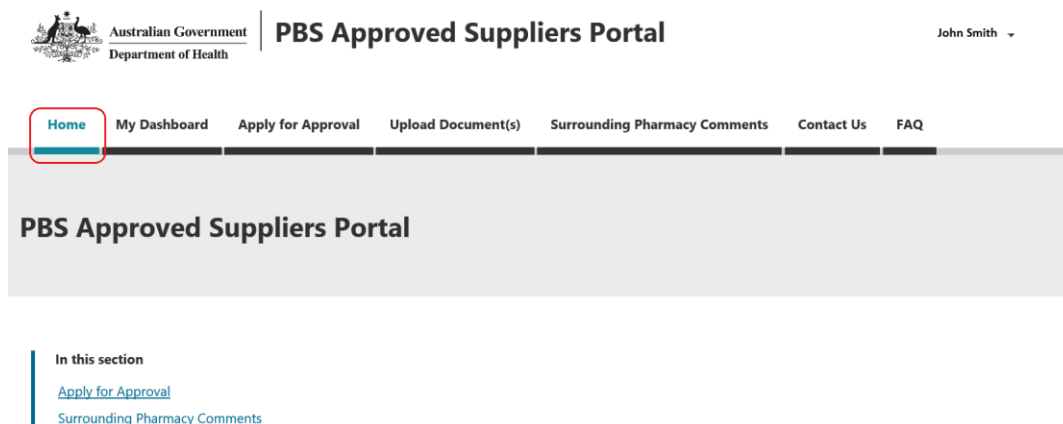 Australian Government
Department of Health
PBS Approved Suppliers Portal
John Smith
Home My Dashboard Apply for Approval Upload Document(s) Surrounding Pharmacy Comments Contact Us FAQ
PBS Approved Suppliers Portal
In this section
Apply for Approval
Surrounding Pharmacy Comments